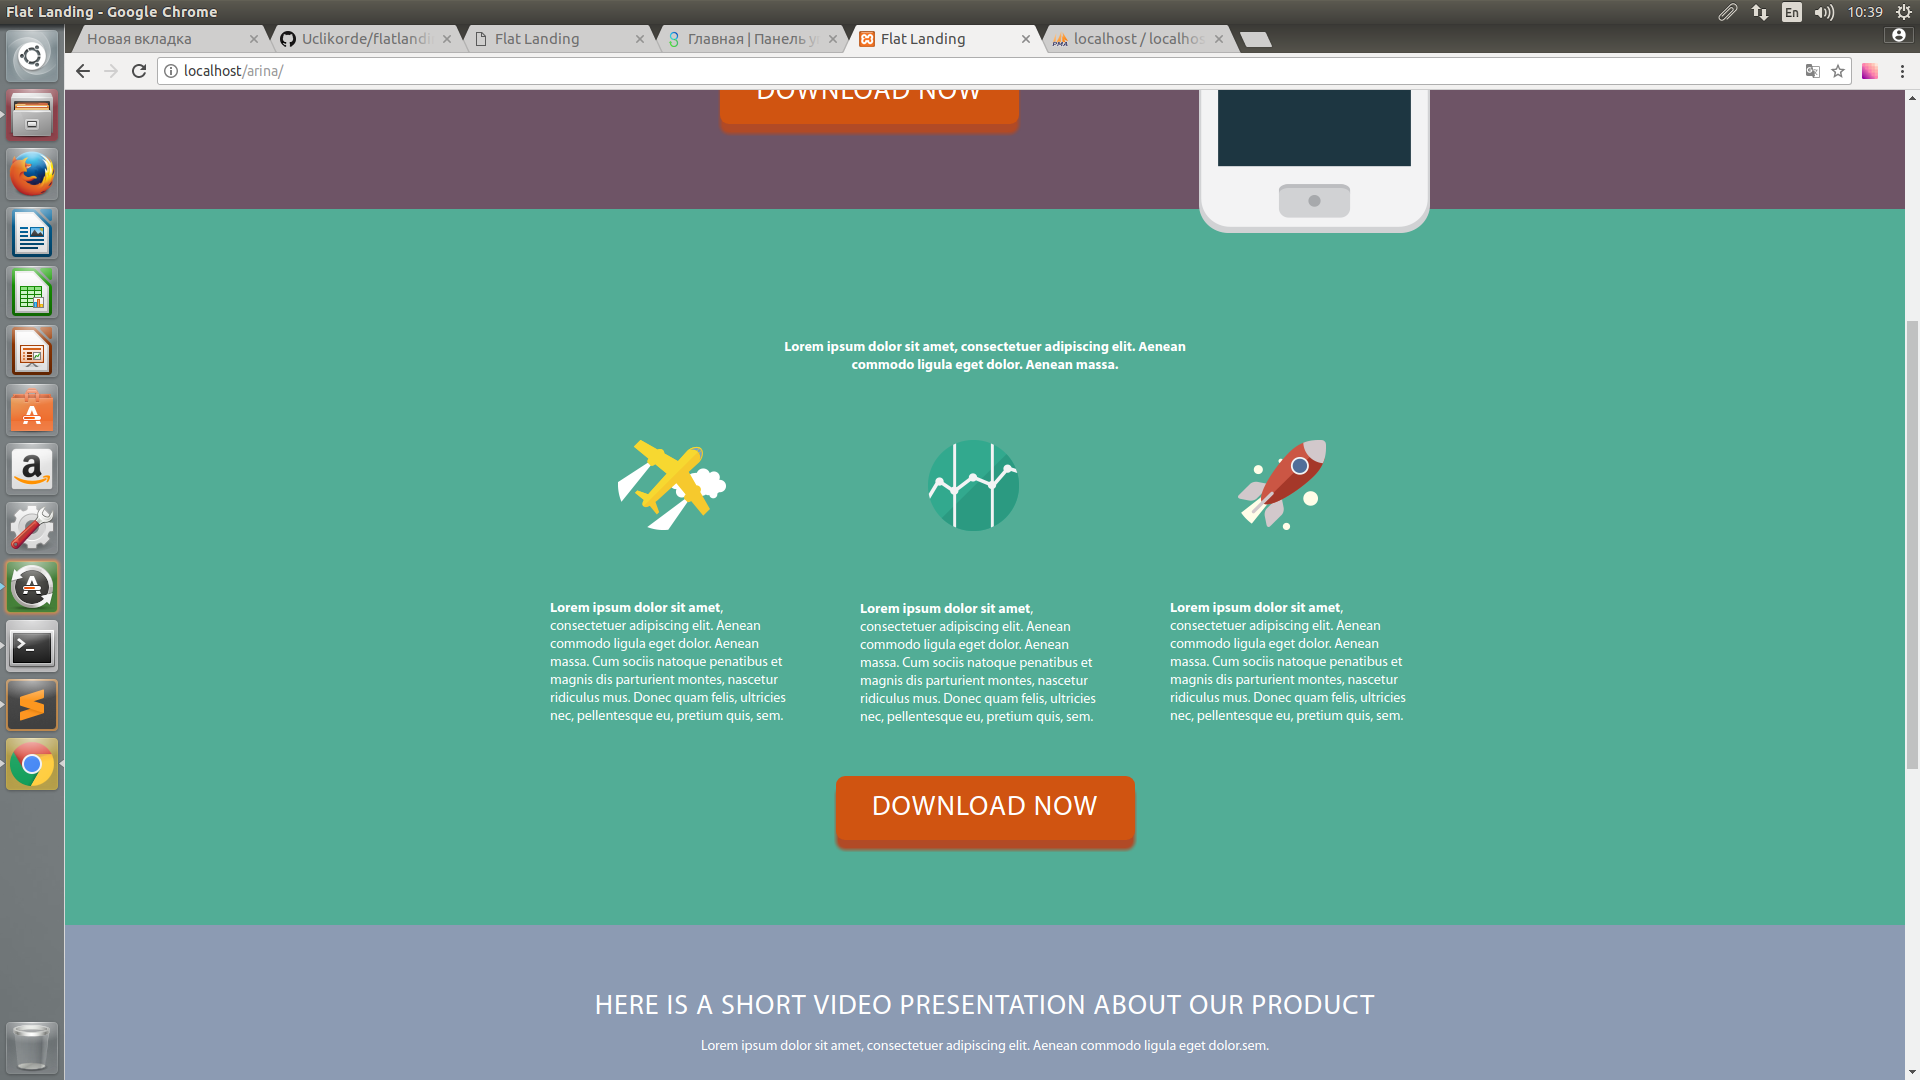 Flat Landing - Google Chrome
En
10:39
Новая вкладка
Uclikorde/flatlandi
Flat Landing
Главная | Панель у
Flat Landing
PMA
localhost / localhos
localhost/arina/
DOWNLOAD NOW
Lorem ipsum dolor sit amet, consectetuer adipiscing elit. Aenean
commodo ligula eget dolor. Aenean massa.
Lorem ipsum dolor sit amet,
consectetuer adipiscing elit. Aenean
commodo ligula eget dolor. Aenean
massa. Cum sociis natoque penatibus et
magnis dis parturient montes, nascetur
ridiculus mus. Donec quam felis, ultricies
nec, pellentesque eu, pretium quis, sem.
Lorem ipsum dolor sit amet,
consectetuer adipiscing elit. Aenean
commodo ligula eget dolor. Aenean
massa. Cum sociis natoque penatibus et
magnis dis parturient montes, nascetur
ridiculus mus. Donec quam felis, ultricies
nec, pellentesque eu, pretium quis, sem.
Lorem ipsum dolor sit amet,
consectetuer adipiscing elit. Aenean
commodo ligula eget dolor. Aenean
massa. Cum sociis natoque penatibus et
magnis dis parturient montes, nascetur
ridiculus mus. Donec quam felis, ultricies
nec, pellentesque eu, pretium quis, sem.
DOWNLOAD NOW
HERE IS A SHORT VIDEO PRESENTATION ABOUT OUR PRODUCT
Lorem ipsum dolor sit amet, consectetuer adipiscing elit. Aenean commodo ligula eget dolor.sem.